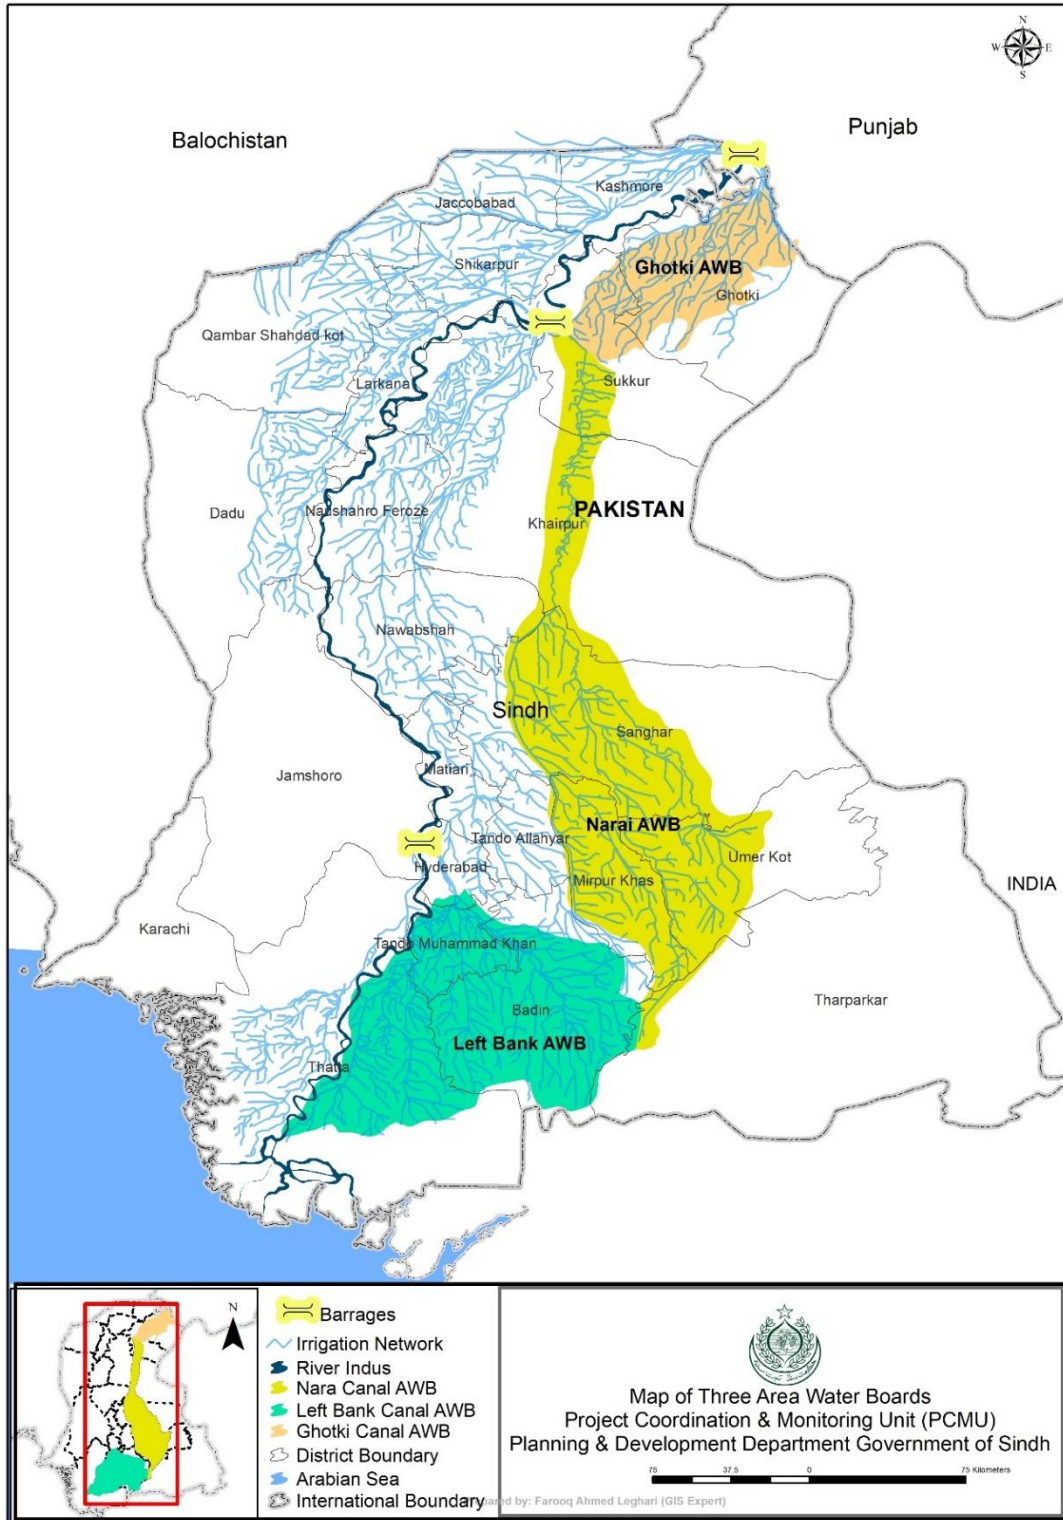 N
W E
S
Balochistan
Punjab
Kashmore
Jaccobabad
Shikarpur
Ghotki AWB
Ghotki
Qambar Shahdad kot
Larkana
Sukkur
PAKISTAN
Dadu
Naushahro Feroze
Khairpur
Nawabshah
Sindh
Sanghar
Jamshoro
Matiari
Narai AWB
Tando Allahyar
Umer Kot
Hyderabad
Mirpur Khas
INDIA
Karachi
Tando Muhammad Khan
Tharparkar
Badin
Left Bank AWB
Thatta
N
Barrages
Irrigation Network
River Indus
Nara Canal AWB
Left Bank Canal AWB
Ghotki Canal AWB
District Boundary
Arabian Sea
International Boundary
Map of Three Area Water Boards
Project Coordination & Monitoring Unit (PCMU)
Planning & Development Department Government of Sindh
75 37.5 0 75 Kilometers
by: Farooq Ahmed Leghari (GIS Expert)